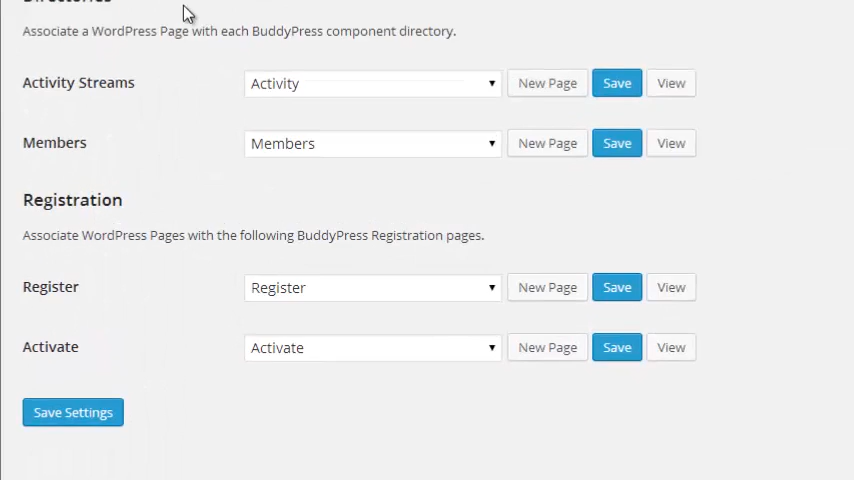 Directories
Associate a WordPress Page with each BuddyPress component directory.
Activity Streams Activity New Page Save View
Members Members New Page Save View
Registration
Associate WordPress Pages with the following BuddyPress Registration pages.
Register Register New Page Save View
Activate Activate New Page Save View
Save Settings